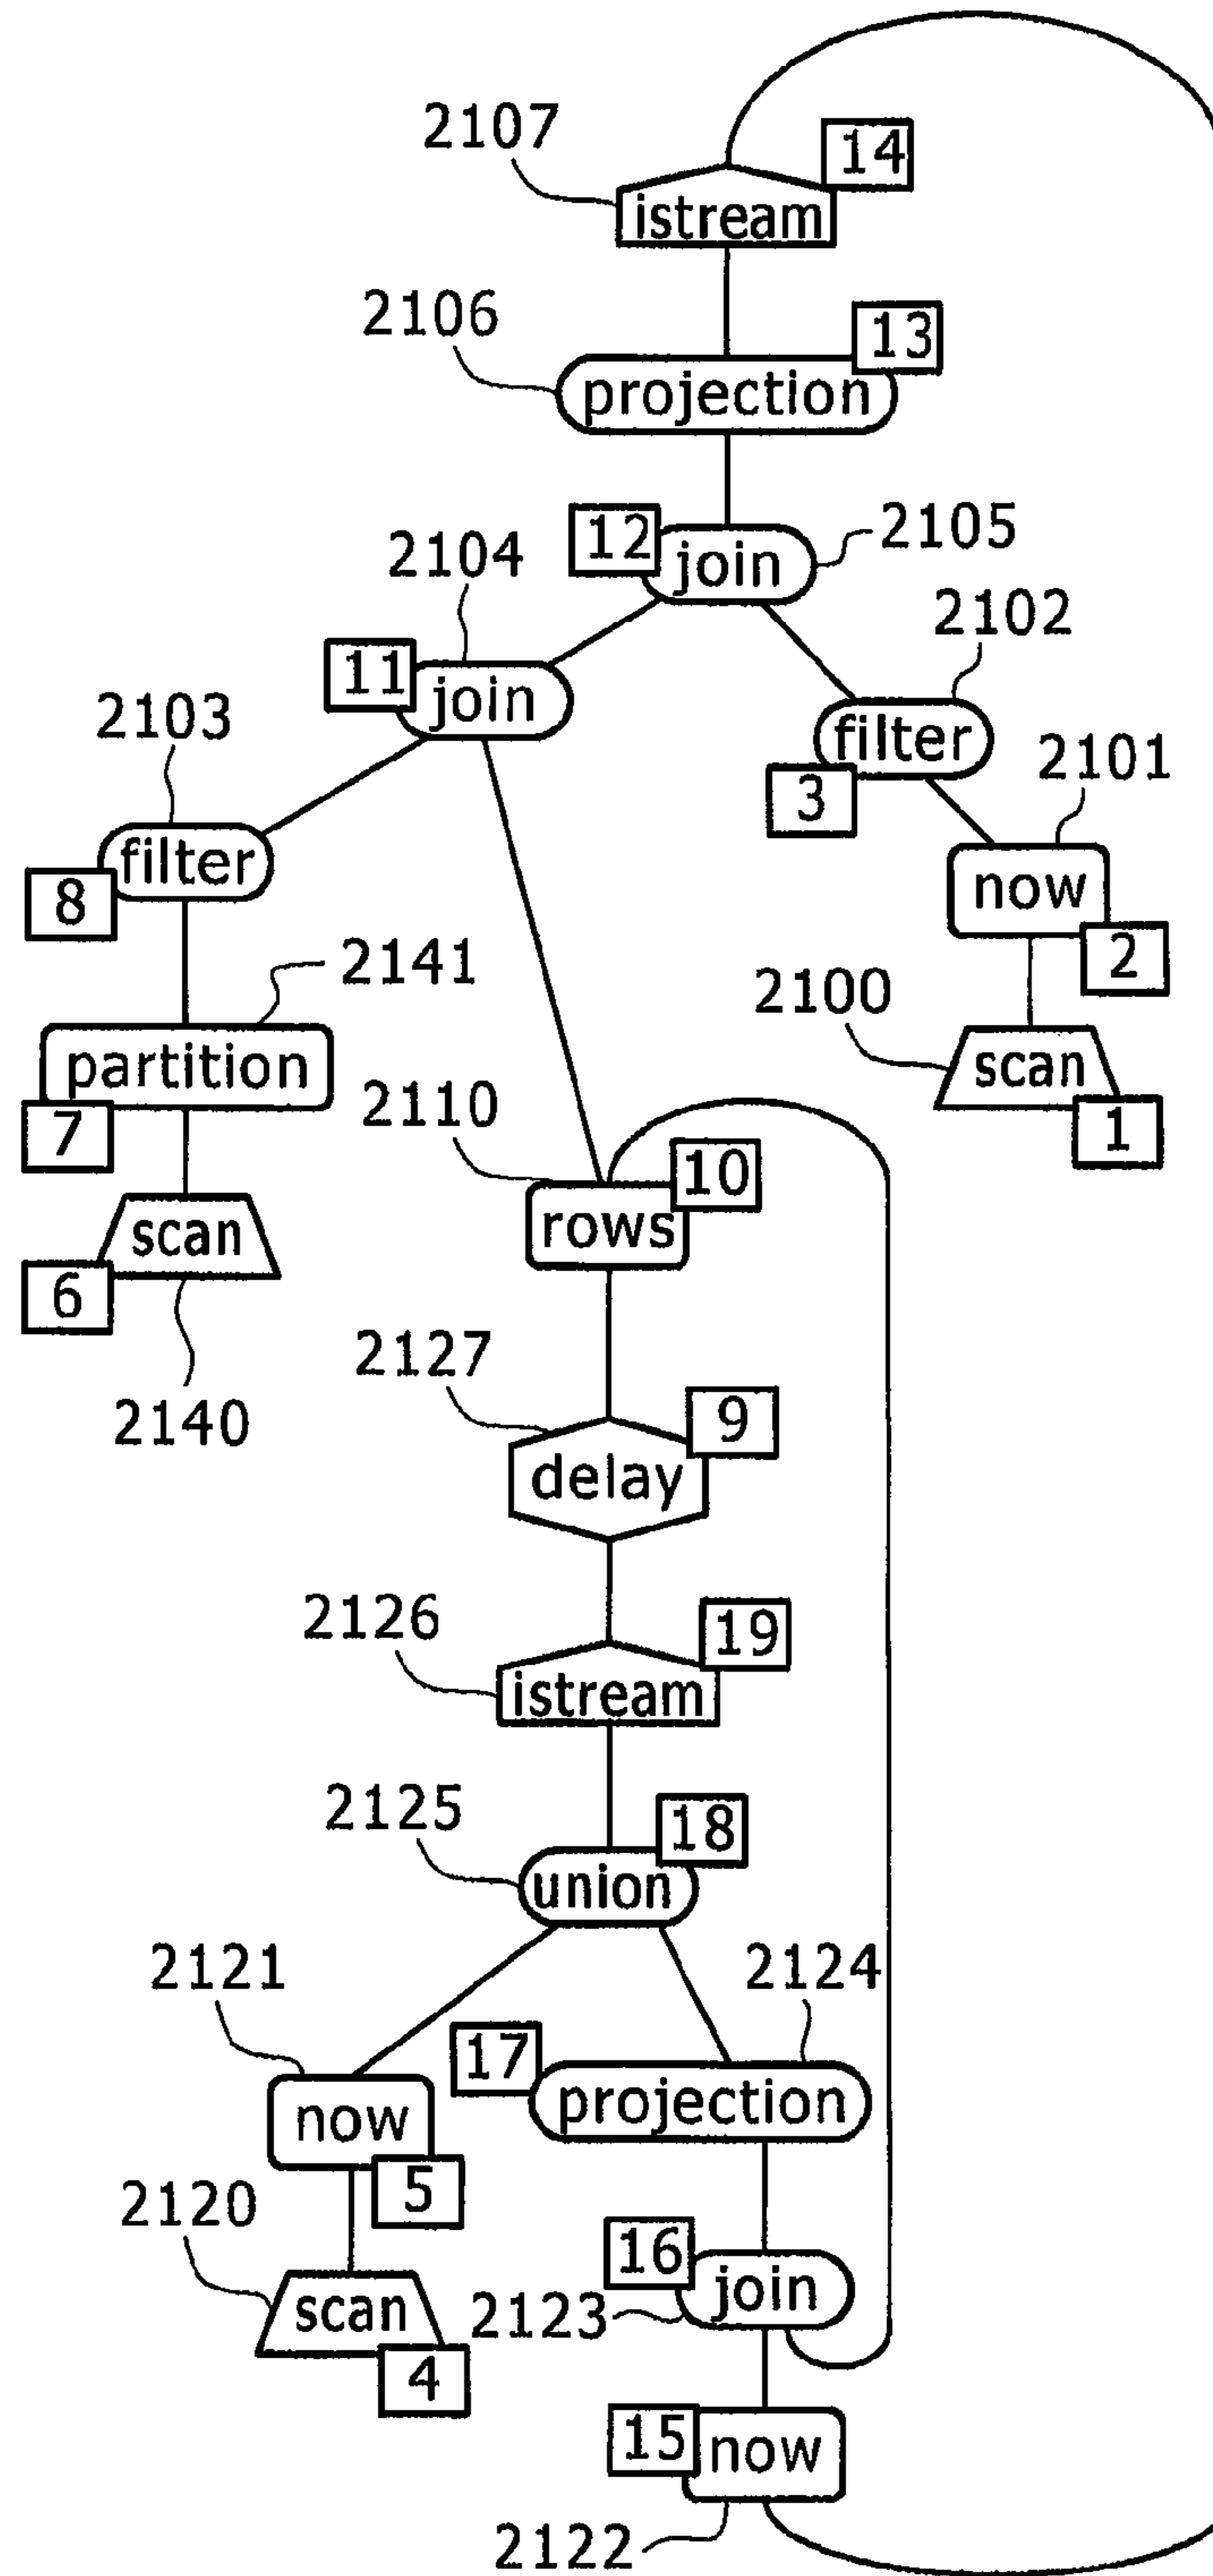 2107
14
istream
2106
13
projection
12
join
2105
2104
11
join
2102
filter
3
2103
filter
8
2101
now
2
2141
partition
7
2100
scan
1
2110
10
rows
scan
6
2140
2127
9
delay
2126
19
istream
2125
18
union
2121
now
5
2124
17
projection
2120
scan
4
16
join
2123
15
now
2122